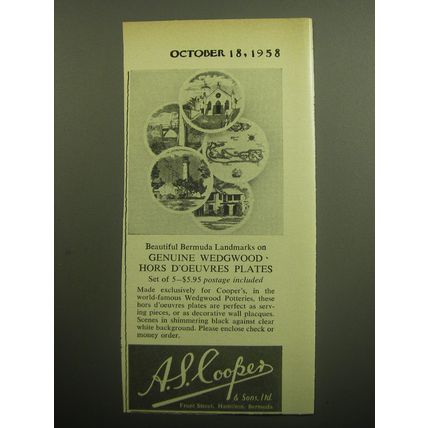 OCTOBER 18, 1958
Beautiful Bermuda Landmarks on
GENUINE WEDGWOOD
HORS D'OEUVRES PLATES
Set of 5—$5.95 postage included
Made exclusively for Cooper's, in the
world-famous Wedgwood Potteries, these
hors d'oeuvres plates are perfect as serv-
ing pieces, or as decorative wall placques.
Scenes in shimmering black against clear
white background. Please enclose check or
money order.
A.S. Cooper
& Sons, Ltd.
Front Street, Hamilton, Bermuda